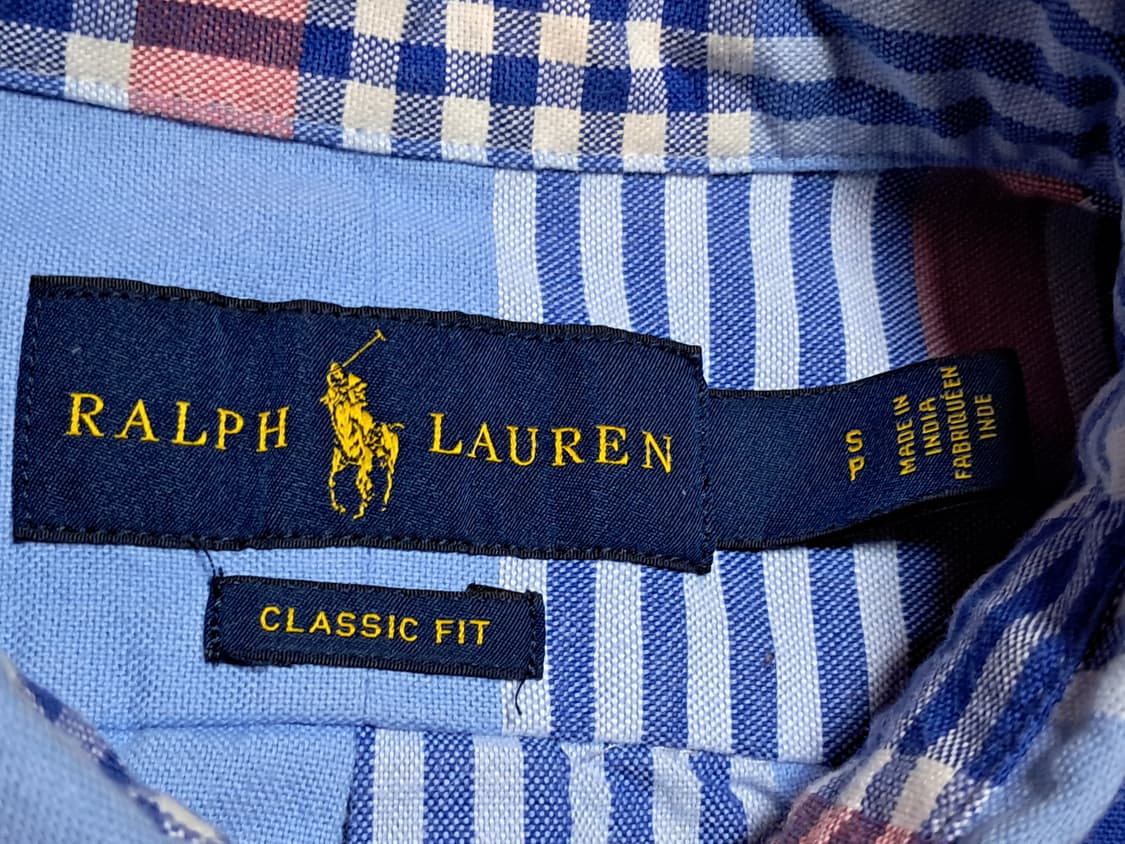 RALPH LAUREN
S
P
MADE IN
INDIA
FABRIQUÉ EN
INDE
CLASSIC FIT